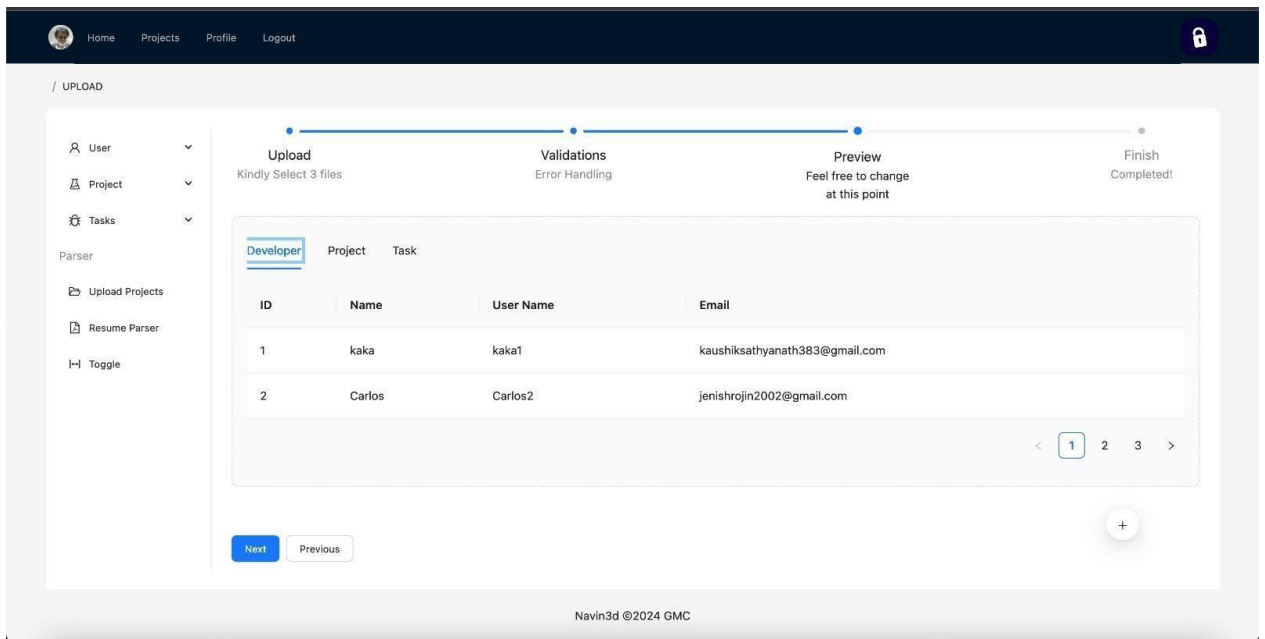 Home Projects Profile Logout
/ UPLOAD
User
Project
Tasks
Parser
Upload Projects
Resume Parser
Toggle
Upload
Kindly Select 3 files
Validations
Error Handling
Preview
Feel free to change
at this point
Finish
Completed!
Developer Project Task
ID Name User Name Email
1 kaka kaka1 kaushiksathyanath383@gmail.com
2 Carlos Carlos2 jenishrojin2002@gmail.com
< 1 2 3 >
+
Next Previous
Navin3d ©2024 GMC